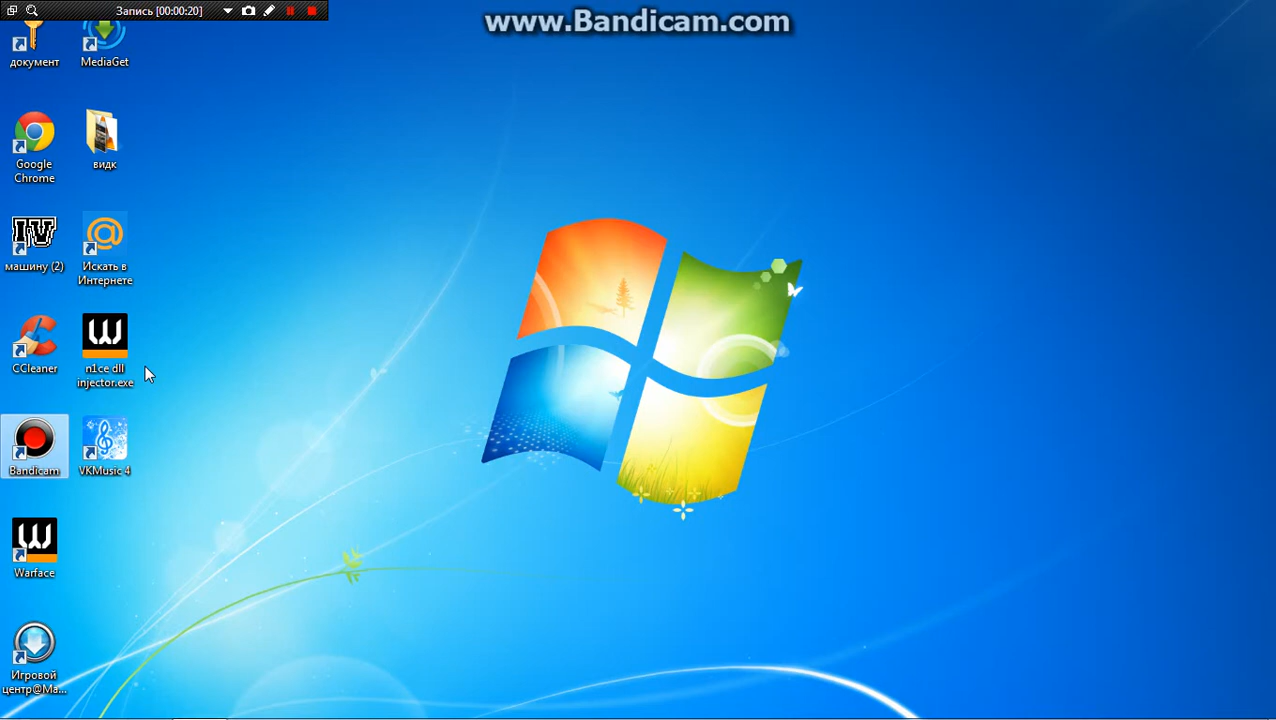 Запись [00:00:20]
www.Bandicam.com
документ
MediaGet
Google
Chrome
видк
IV
машину (2)
Искать в
Интернете
CCleaner
n1ce dll
injector.exe
Bandicam
VKMusic 4
Warface
Игровой
центр@Ma...